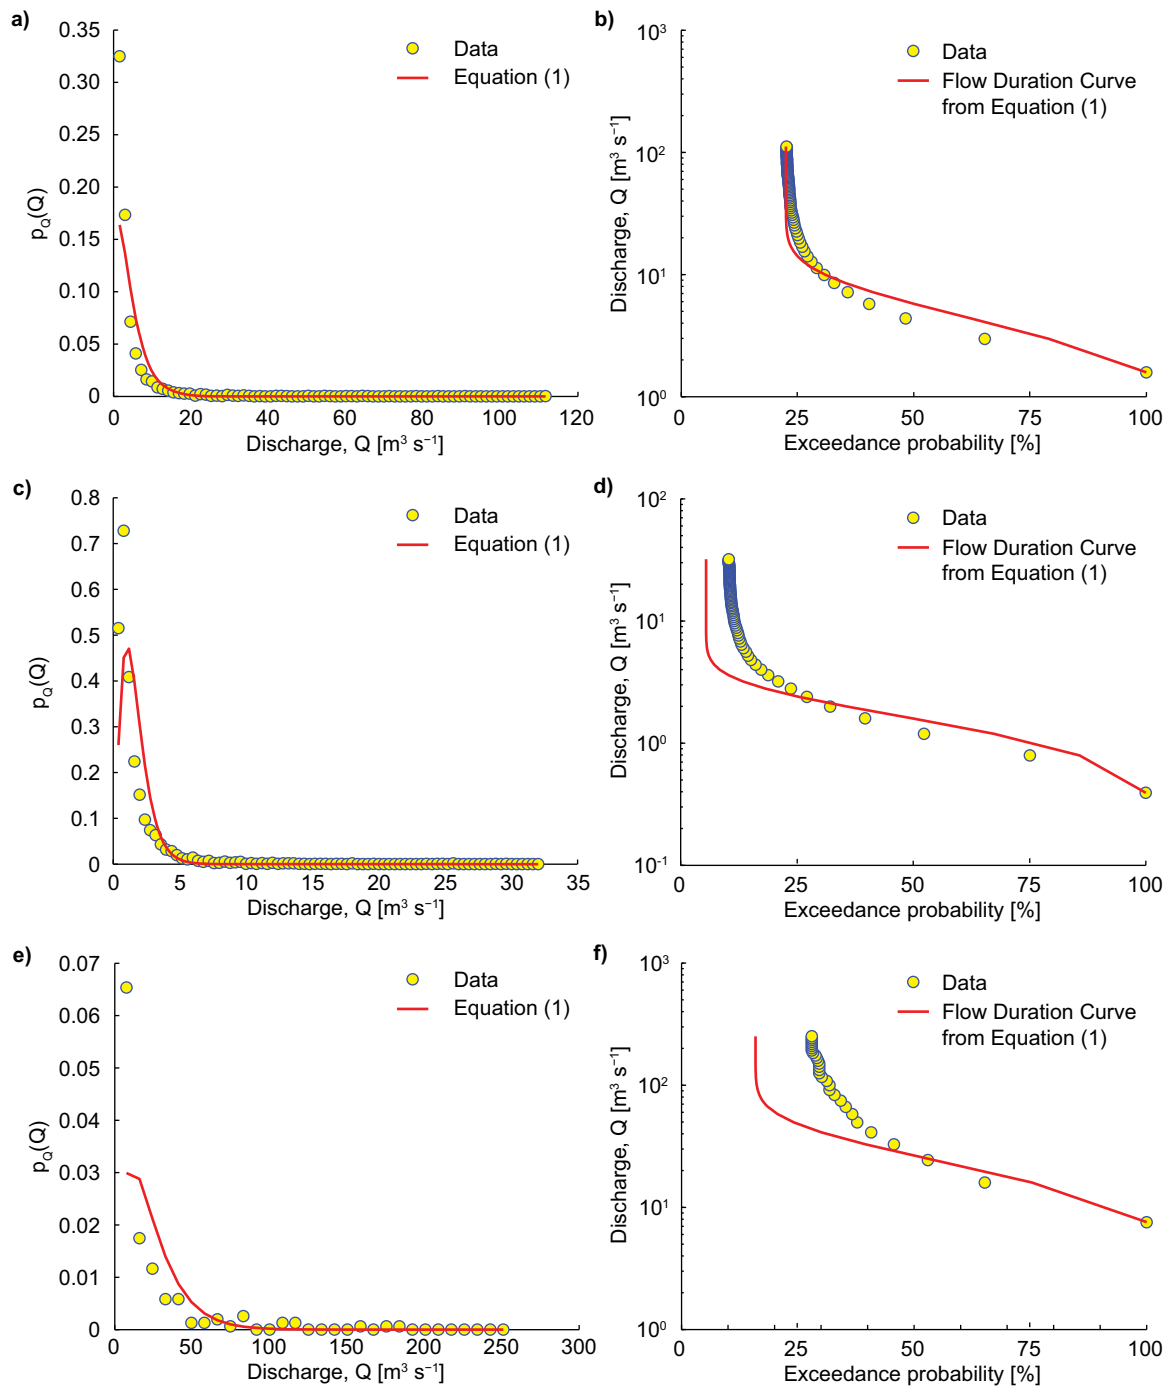 a)
0.35
0.30
0.25
0.20
0.15
0.10
0.05
0
p_Q(Q)
Data
Equation (1)
0 20 40 60 80 100 120
Discharge, Q [m³ s⁻¹]
b)
10³
10²
10¹
10⁰
Discharge, Q [m³ s⁻¹]
Data
Flow Duration Curve
from Equation (1)
0 25 50 75 100
Exceedance probability [%]
c)
0.8
0.7
0.6
0.5
0.4
0.3
0.2
0.1
0
p_Q(Q)
Data
Equation (1)
0 5 10 15 20 25 30 35
Discharge, Q [m³ s⁻¹]
d)
10²
10¹
10⁰
10⁻¹
Discharge, Q [m³ s⁻¹]
Data
Flow Duration Curve
from Equation (1)
0 25 50 75 100
Exceedance probability [%]
e)
0.07
0.06
0.05
0.04
0.03
0.02
0.01
0
p_Q(Q)
Data
Equation (1)
0 50 100 150 200 250 300
Discharge, Q [m³ s⁻¹]
f)
10³
10²
10¹
10⁰
Discharge, Q [m³ s⁻¹]
Data
Flow Duration Curve
from Equation (1)
0 25 50 75 100
Exceedance probability [%]